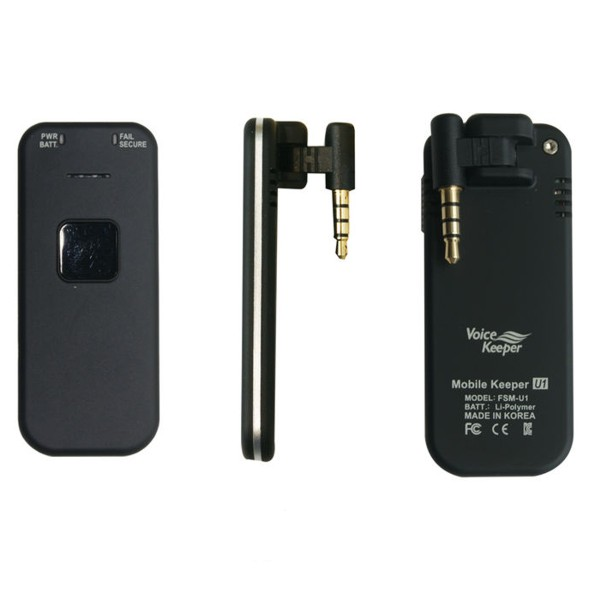 PWR
BATT.
FAIL
SECURE
Voice
Keeper
Mobile Keeper U1
MODEL: FSM-U1
BATT.: Li-Polymer
MADE IN KOREA
FC CE